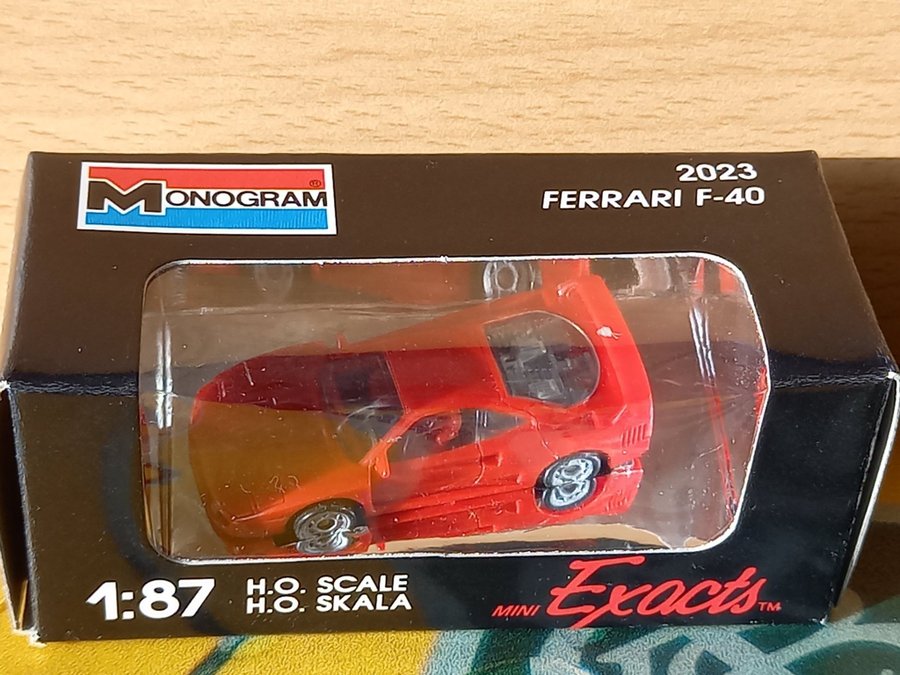 MONOGRAM®
2023
FERRARI F-40
1:87
H.O. SCALE
H.O. SKALA
MINI Exacts™